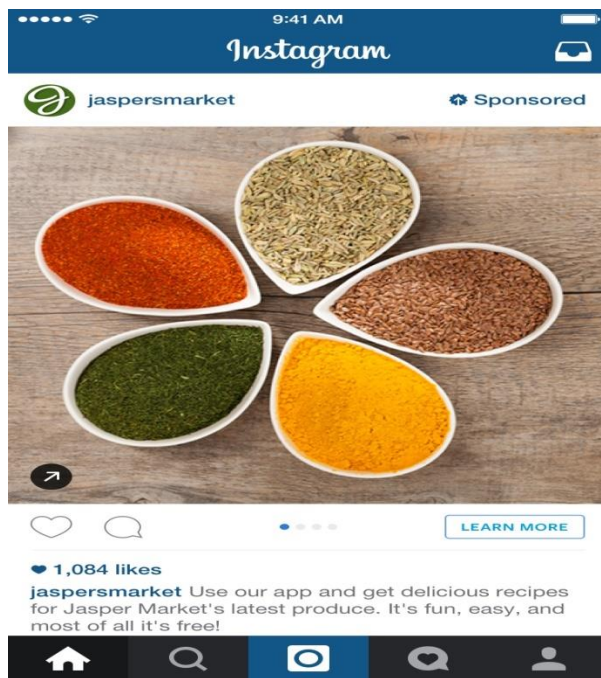 9:41 AM
Instagram
jaspersmarket
Sponsored
LEARN MORE
1,084 likes
jaspersmarket Use our app and get delicious recipes
for Jasper Market's latest produce. It's fun, easy, and
most of all it's free!